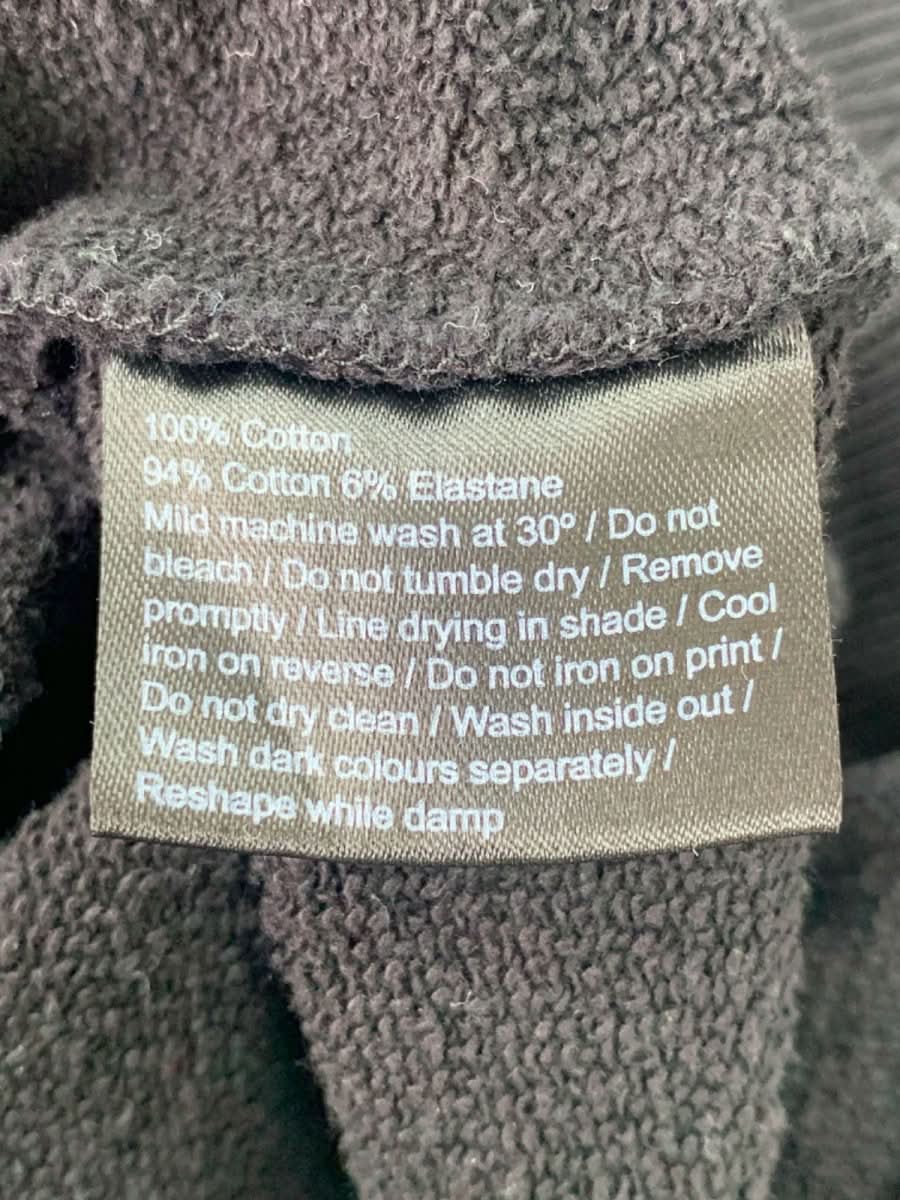 100% Cotton
94% Cotton 6% Elastane
Mild machine wash at 30° / Do not
bleach / Do not tumble dry / Remove
promptly / Line drying in shade / Cool
iron on reverse / Do not iron on print /
Do not dry clean / Wash inside out /
Wash dark colours separately /
Reshape while damp